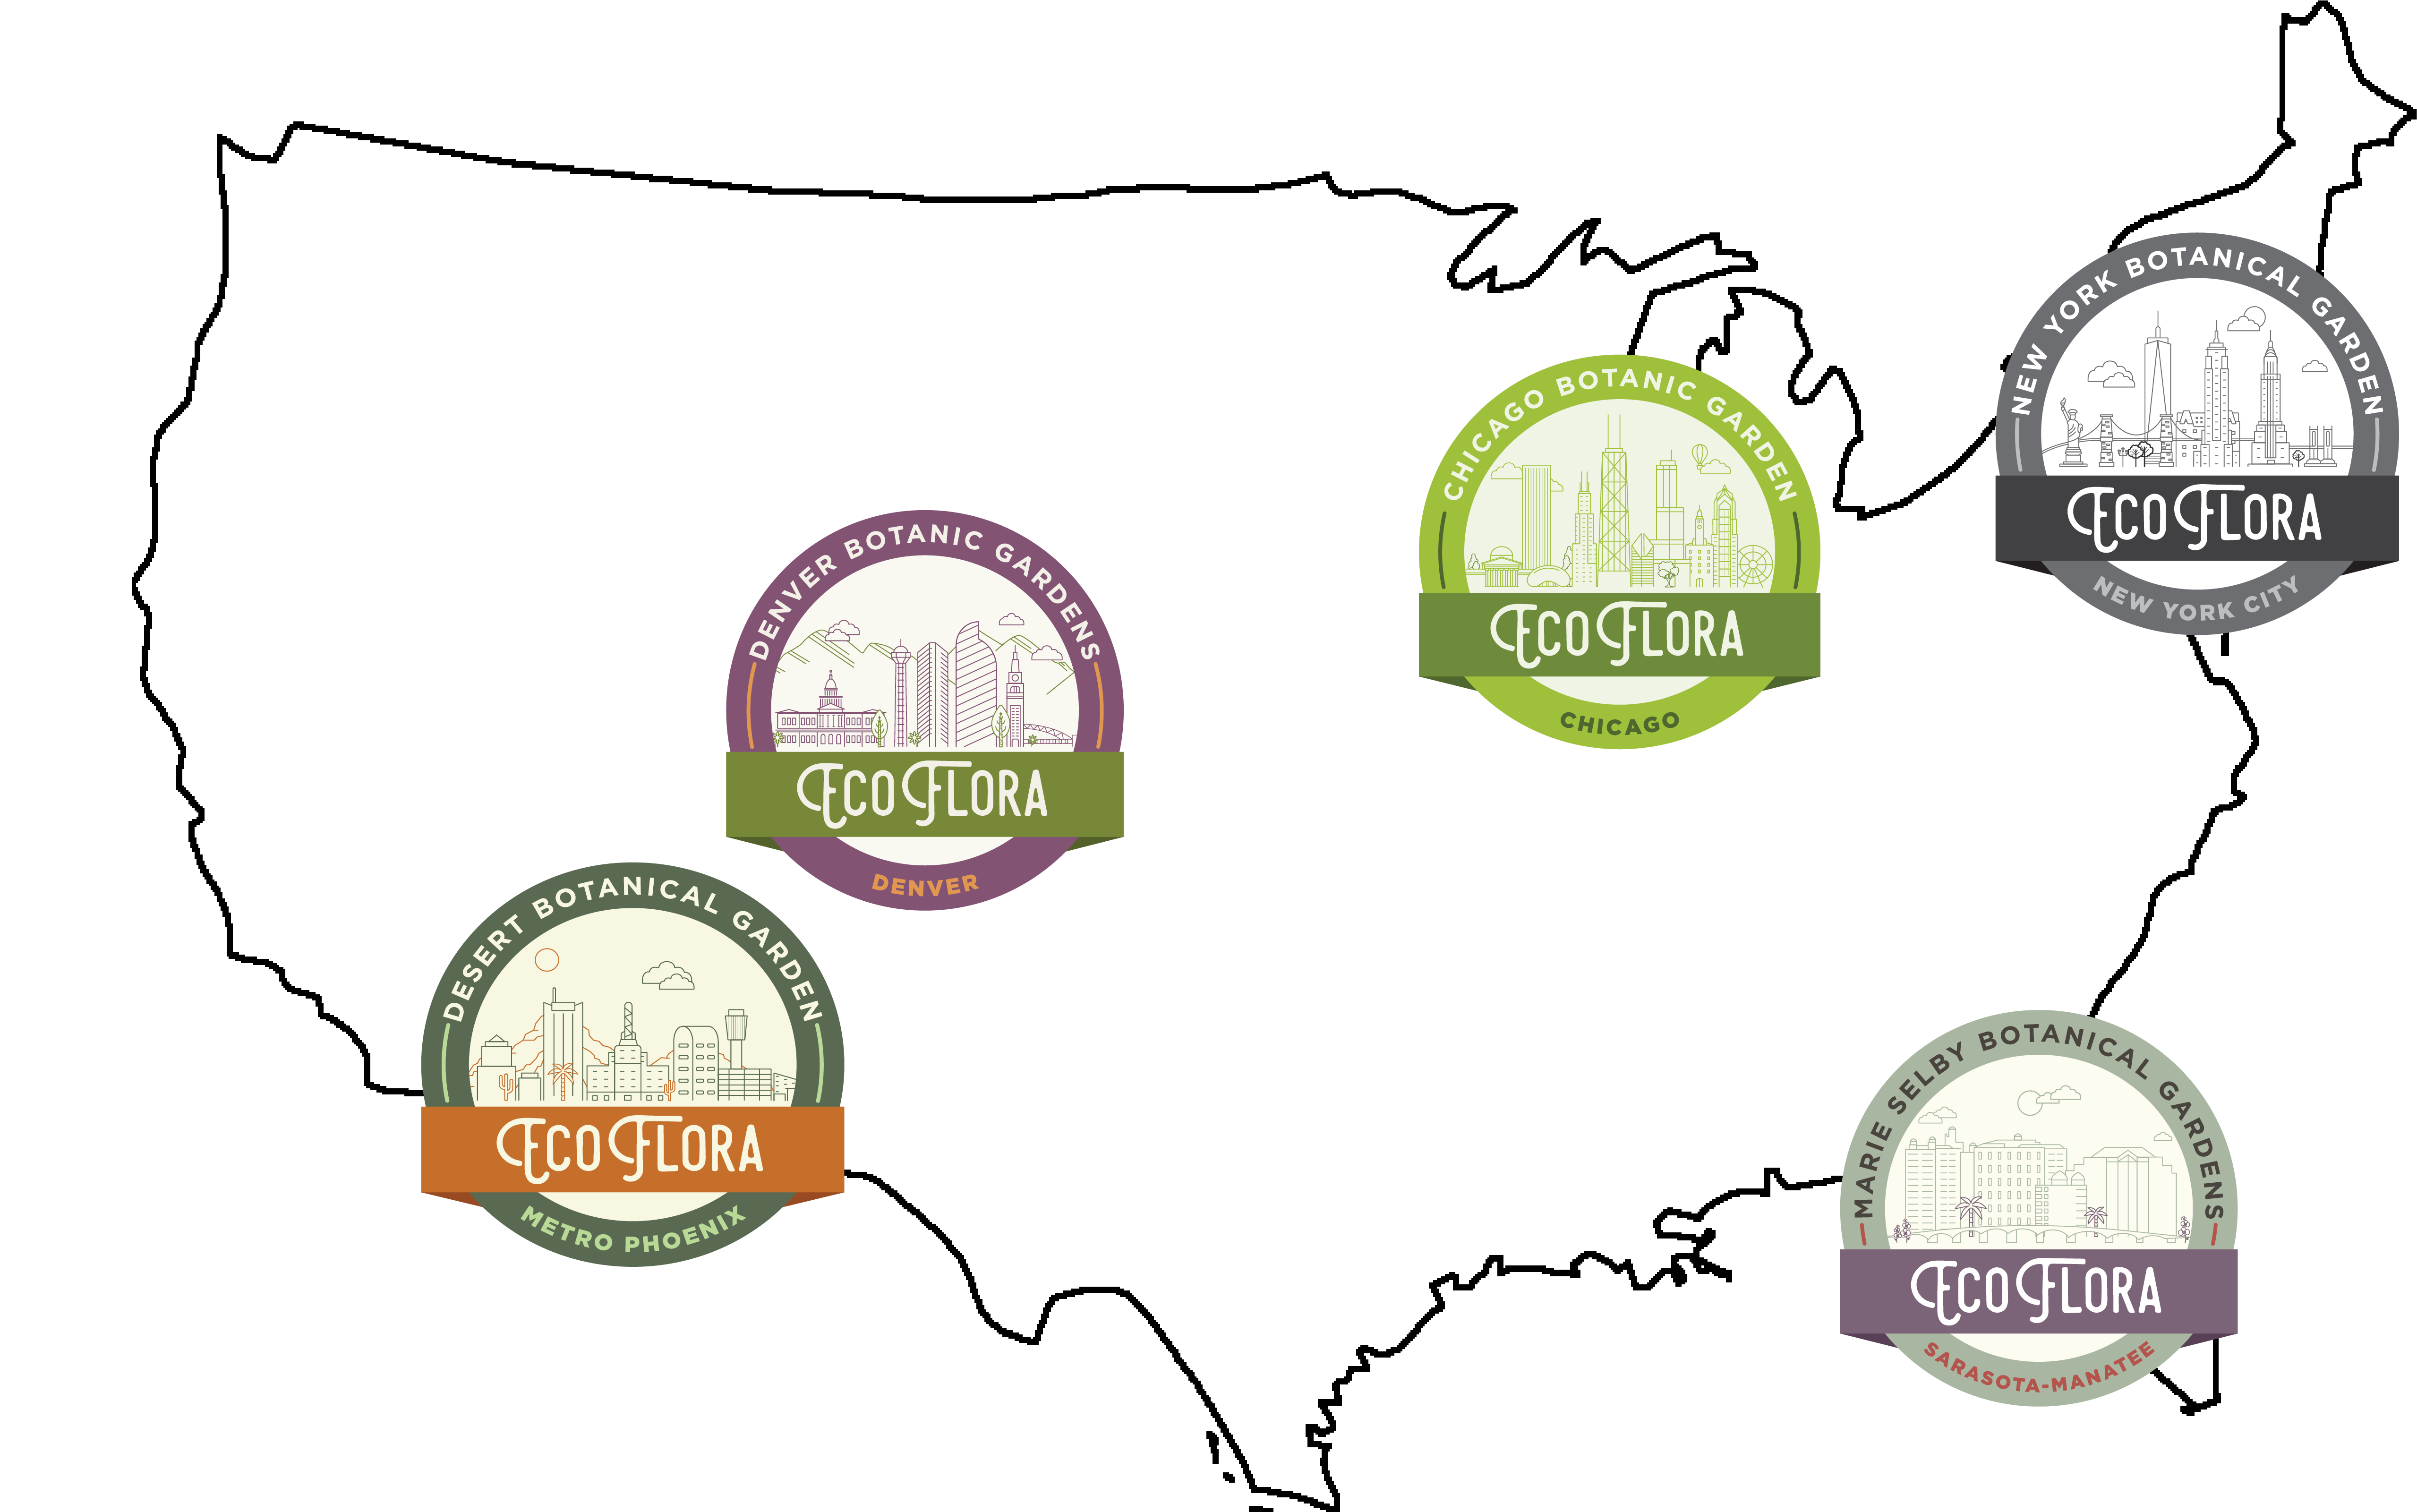 NEW YORK BOTANICAL GARDEN
ECOFLORA
NEW YORK CITY
CHICAGO BOTANIC GARDEN
ECOFLORA
CHICAGO
DENVER BOTANIC GARDENS
ECOFLORA
DENVER
DESERT BOTANICAL GARDEN
ECOFLORA
METRO PHOENIX
MARIE SELBY BOTANICAL GARDENS
ECOFLORA
SARASOTA-MANATEE